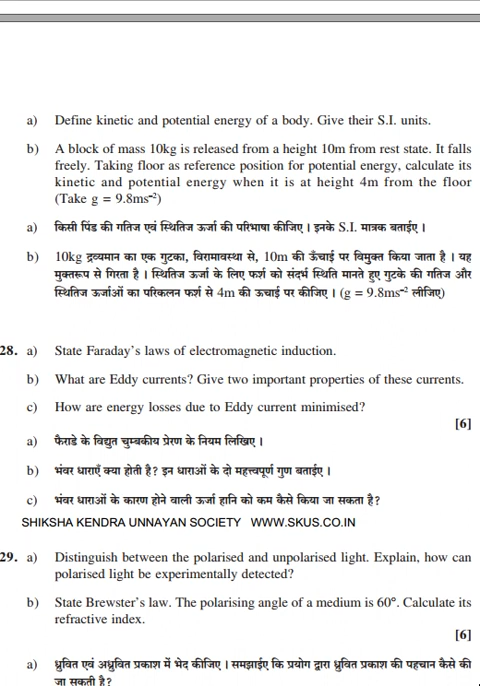 a) Define kinetic and potential energy of a body. Give their S.I. units.
b) A block of mass 10kg is released from a height 10m from rest state. It falls
freely. Taking floor as reference position for potential energy, calculate its
kinetic and potential energy when it is at height 4m from the floor
(Take g = 9.8ms⁻²)
a) किसी पिंड की गतिज एवं स्थितिज ऊर्जा की परिभाषा कीजिए। इनके S.I. मात्रक बताईए।
b) 10kg द्रव्यमान का एक गुटका, विरामावस्था से, 10m की ऊँचाई पर विमुक्त किया जाता है। यह
मुक्तरूप से गिरता है। स्थितिज ऊर्जा के लिए फर्श को संदर्भ स्थिति मानते हुए गुटके की गतिज और
स्थितिज ऊर्जाओं का परिकलन फर्श से 4m की ऊचाई पर कीजिए। (g = 9.8ms⁻² लीजिए)
28. a) State Faraday's laws of electromagnetic induction.
b) What are Eddy currents? Give two important properties of these currents.
c) How are energy losses due to Eddy current minimised?
[6]
a) फैराडे के विद्युत चुम्बकीय प्रेरण के नियम लिखिए।
b) भंवर धाराएँ क्या होती है? इन धाराओं के दो महत्त्वपूर्ण गुण बताईए।
c) भंवर धाराओं के कारण होने वाली ऊर्जा हानि को कम कैसे किया जा सकता है?
SHIKSHA KENDRA UNNAYAN SOCIETY WWW.SKUS.CO.IN
29. a) Distinguish between the polarised and unpolarised light. Explain, how can
polarised light be experimentally detected?
b) State Brewster's law. The polarising angle of a medium is 60°. Calculate its
refractive index.
[6]
a) ध्रुवित एवं अध्रुवित प्रकाश में भेद कीजिए। समझाईए कि प्रयोग द्वारा ध्रुवित प्रकाश की पहचान कैसे की
जा सकती है?